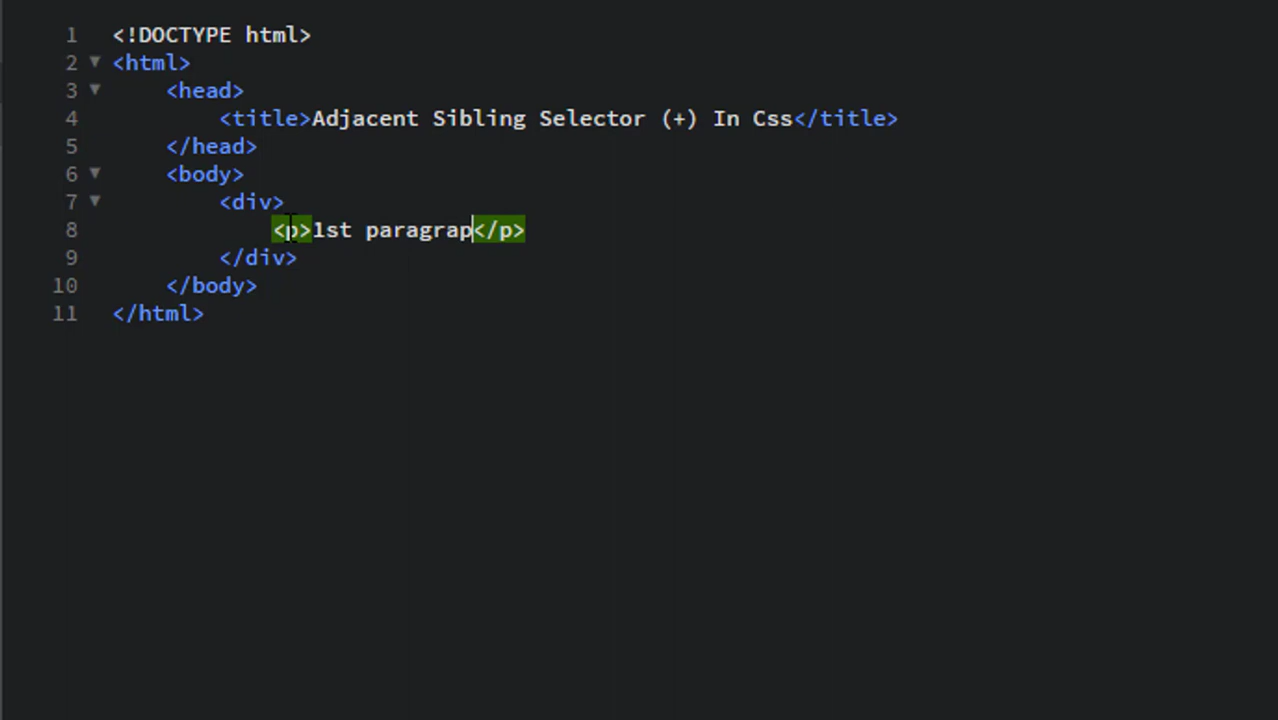 1 <!DOCTYPE html>
2 ▼ <html>
3 ▼ <head>
4 <title>Adjacent Sibling Selector (+) In Css</title>
5 </head>
6 ▼ <body>
7 ▼ <div>
8 <p>1st paragrap</p>
9 </div>
10 </body>
11 </html>